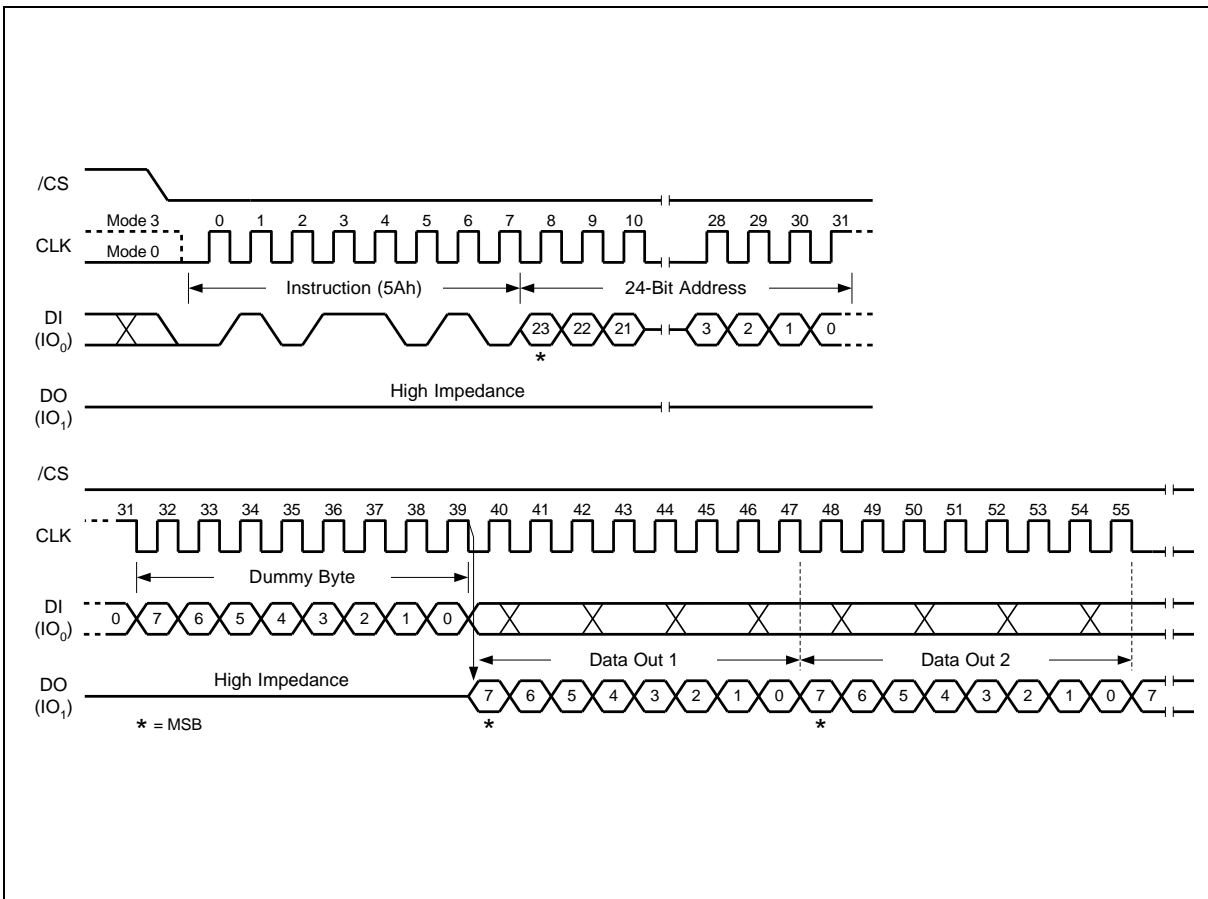 /CS
Mode 3 0 1 2 3 4 5 6 7 8 9 10 28 29 30 31
CLK
Mode 0
Instruction (5Ah) 24-Bit Address
DI
(IO0) 23 22 21 3 2 1 0
*
High Impedance
DO
(IO1)
/CS
31 32 33 34 35 36 37 38 39 40 41 42 43 44 45 46 47 48 49 50 51 52 53 54 55
CLK
Dummy Byte
DI
(IO0) 0 7 6 5 4 3 2 1 0
Data Out 1 Data Out 2
High Impedance
DO
(IO1) 7 6 5 4 3 2 1 0 7 6 5 4 3 2 1 0 7
* = MSB * *